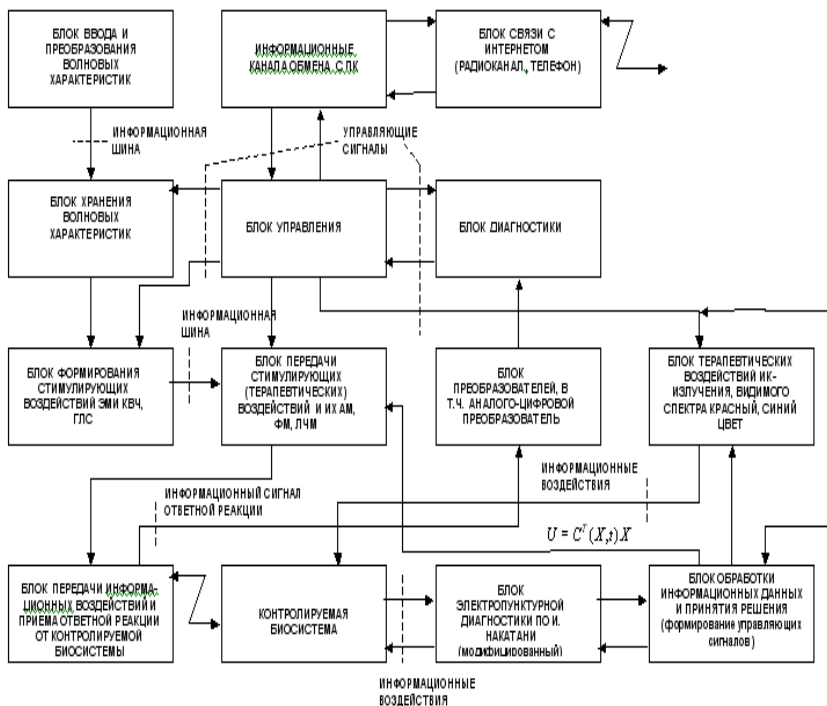 БЛОК ВВОДА И
ПРЕОБРАЗОВАНИЯ
ВОЛНОВЫХ
ХАРАКТЕРИСТИК
ИНФОРМАЦИОННЫЕ
КАНАЛА ОБМЕНА С ПК
БЛОК СВЯЗИ С
ИНТЕРНЕТОМ
(РАДИОКАНАЛ, ТЕЛЕФОН)
ИНФОРМАЦИОННАЯ
ШИНА
УПРАВЛЯЮЩИЕ
СИГНАЛЫ
БЛОК ХРАНЕНИЯ
ВОЛНОВЫХ
ХАРАКТЕРИСТИК
БЛОК УПРАВЛЕНИЯ
БЛОК ДИАГНОСТИКИ
ИНФОРМАЦИОННАЯ
ШИНА
БЛОК ФОРМИРОВАНИЯ
СТИМУЛИРУЮЩИХ
ВОЗДЕЙСТВИЙ ЭМИ КВЧ,
ГЛС
БЛОК ПЕРЕДАЧИ
СТИМУЛИРУЮЩИХ
(ТЕРАПЕВТИЧЕСКИХ)
ВОЗДЕЙСТВИЙ И ИХ АМ,
ФМ, ЛЧМ
БЛОК
ПРЕОБРАЗОВАТЕЛЕЙ, В
Т.Ч. АНАЛОГО-ЦИФРОВОЙ
ПРЕОБРАЗОВАТЕЛЬ
БЛОК ТЕРАПЕВТИЧЕСКИХ
ВОЗДЕЙСТВИЙ ИК-
ИЗЛУЧЕНИЯ, ВИДИМОГО
СПЕКТРА КРАСНЫЙ, СИНИЙ
ЦВЕТ
ИНФОРМАЦИОННЫЙ СИГНАЛ
ОТВЕТНОЙ РЕАКЦИИ
ИНФОРМАЦИОННЫЕ
ВОЗДЕЙСТВИЯ
U = C^T (X,t) X
БЛОК ПЕРЕДАЧИ ИНФОРМА-
ЦИОННЫХ ВОЗДЕЙСТВИЙ И
ПРИЕМА ОТВЕТНОЙ РЕАКЦИИ
ОТ КОНТРОЛИРУЕМОЙ
БИОСИСТЕМЫ
КОНТРОЛИРУЕМАЯ
БИОСИСТЕМА
БЛОК
ЭЛЕКТРОПУНКТУРНОЙ
ДИАГНОСТИКИ ПО И.
НАКАТАНИ
(модифицированный)
БЛОК ОБРАБОТКИ
ИНФОРМАЦИОННЫХ ДАННЫХ
И ПРИНЯТИЯ РЕШЕНИЯ
(формирование управляющих
сигналов)
ИНФОРМАЦИОННЫЕ
ВОЗДЕЙСТВИЯ